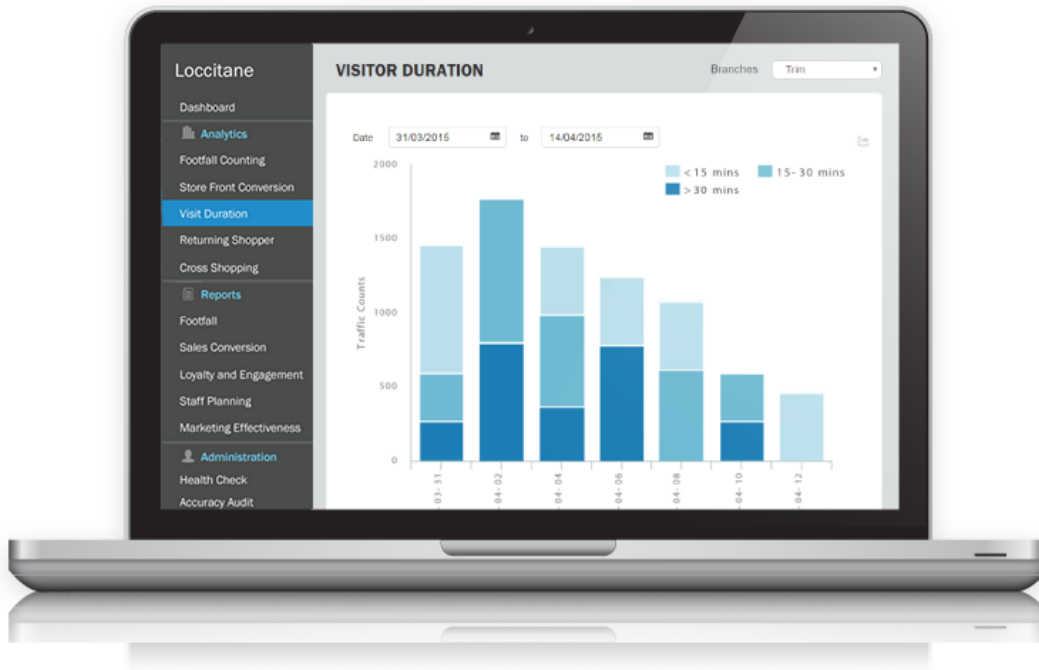 Loccitane
Dashboard
Analytics
Footfall Counting
Store Front Conversion
Visit Duration
Returning Shopper
Cross Shopping
Reports
Footfall
Sales Conversion
Loyalty and Engagement
Staff Planning
Marketing Effectiveness
Administration
Health Check
Accuracy Audit
VISITOR DURATION
Branches Trim
Date 31/03/2015 to 14/04/2015
<15 mins 15-30 mins
>30 mins
Traffic Counts
2000
1500
1000
500
0
03-31 04-02 04-04 04-06 04-08 04-10 04-12